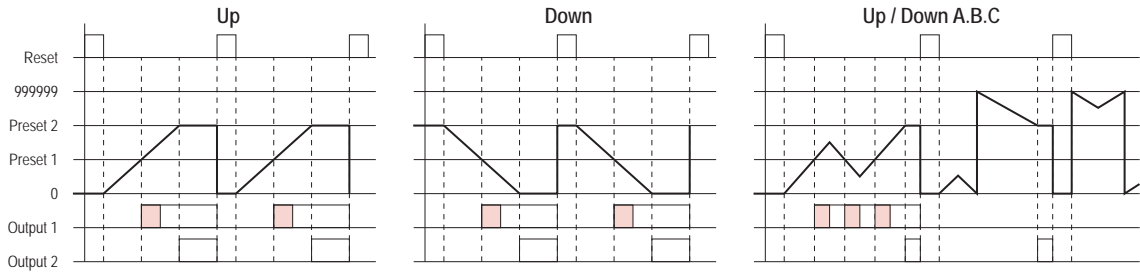 Up
Down
Up / Down A.B.C
Reset
999999
Preset 2
Preset 1
0
Output 1
Output 2